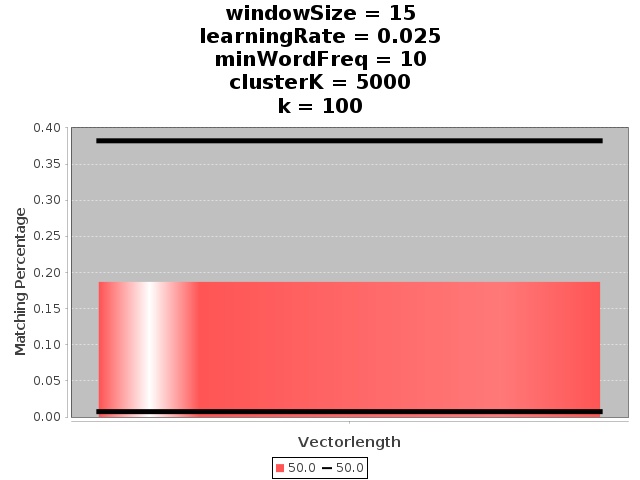 windowSize = 15
learningRate = 0.025
minWordFreq = 10
clusterK = 5000
k = 100
0.40
0.35
0.30
0.25
0.20
0.15
0.10
0.05
0.00
Matching Percentage
Vectorlength
50.0 50.0